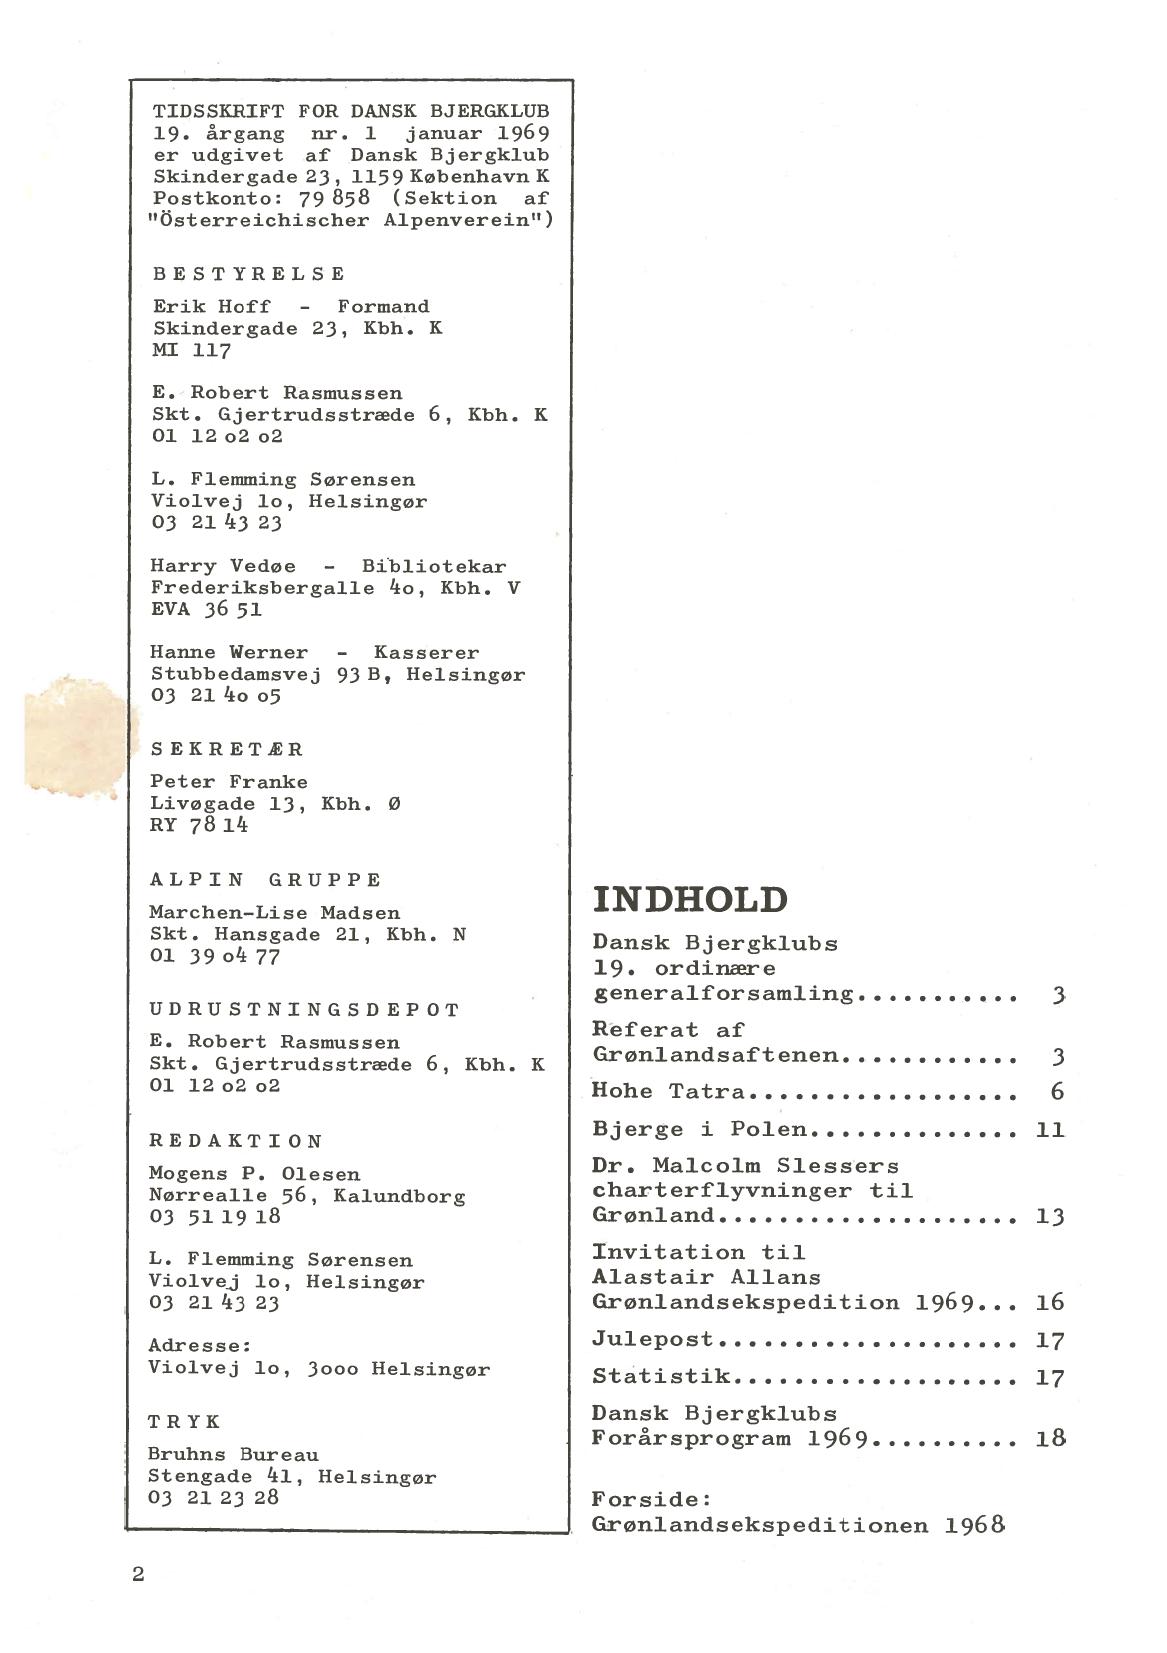 TIDSSKRIFT FOR DANSK BJERGKLUB
19. årgang nr. 1 januar 1969
er udgivet af Dansk Bjergklub
Skindergade 23, 1159 København K
Postkonto: 79 858 (Sektion af
"Österreichischer Alpenverein")
BESTYRELSE
Erik Hoff - Formand
Skindergade 23, Kbh. K
MI 117
E. Robert Rasmussen
Skt. Gjertrudsstræde 6, Kbh. K
01 12 o2 o2
L. Flemming Sørensen
Violvej lo, Helsingør
03 21 43 23
Harry Vedøe - Bibliotekar
Frederiksbergalle 4o, Kbh. V
EVA 36 51
Hanne Werner - Kasserer
Stubbedamsvej 93 B, Helsingør
03 21 4o o5
SEKRETÆR
Peter Franke
Livøgade 13, Kbh. Ø
RY 78 14
ALPIN GRUPPE
Marchen-Lise Madsen
Skt. Hansgade 21, Kbh. N
01 39 o4 77
UDRUSTNINGSDEPOT
E. Robert Rasmussen
Skt. Gjertrudsstræde 6, Kbh. K
01 12 o2 o2
REDAKTION
Mogens P. Olesen
Nørrealle 56, Kalundborg
03 51 19 18
L. Flemming Sørensen
Violvej lo, Helsingør
03 21 43 23
Adresse:
Violvej lo, 3ooo Helsingør
TRYK
Bruhns Bureau
Stengade 41, Helsingør
03 21 23 28
INDHOLD
Dansk Bjergklubs
19. ordinære
generalforsamling........... 3
Referat af
Grønlandsaftenen............ 3
Hohe Tatra.................. 6
Bjerge i Polen.............. 11
Dr. Malcolm Slessers
charterflyvninger til
Grønland.................... 13
Invitation til
Alastair Allans
Grønlandsekspedition 1969... 16
Julepost.................... 17
Statistik................... 17
Dansk Bjergklubs
Forårsprogram 1969.......... 18
Forside:
Grønlandsekspeditionen 1968
2